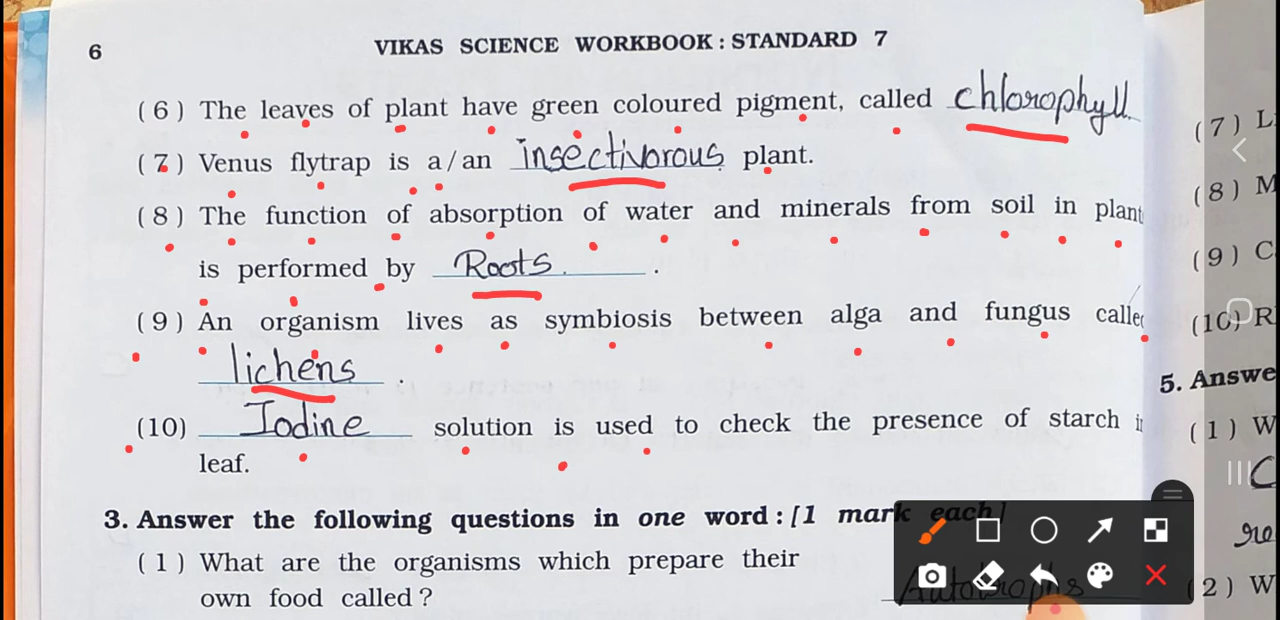 6 VIKAS SCIENCE WORKBOOK : STANDARD 7
( 6 ) The leaves of plant have green coloured pigment, called chlorophyll.
( 7 ) Venus flytrap is a/an insectivorous plant.
( 8 ) The function of absorption of water and minerals from soil in plant
is performed by Roots .
( 9 ) An organism lives as symbiosis between alga and fungus called
lichens .
(10) Iodine solution is used to check the presence of starch in
leaf.
3. Answer the following questions in one word : [1 mark each]
( 1 ) What are the organisms which prepare their
own food called ? Autotrophs
( 7 ) L
( 8 ) M
( 9 ) C
(10) R
5. Answe
( 1 ) W
C
re
2 ) W